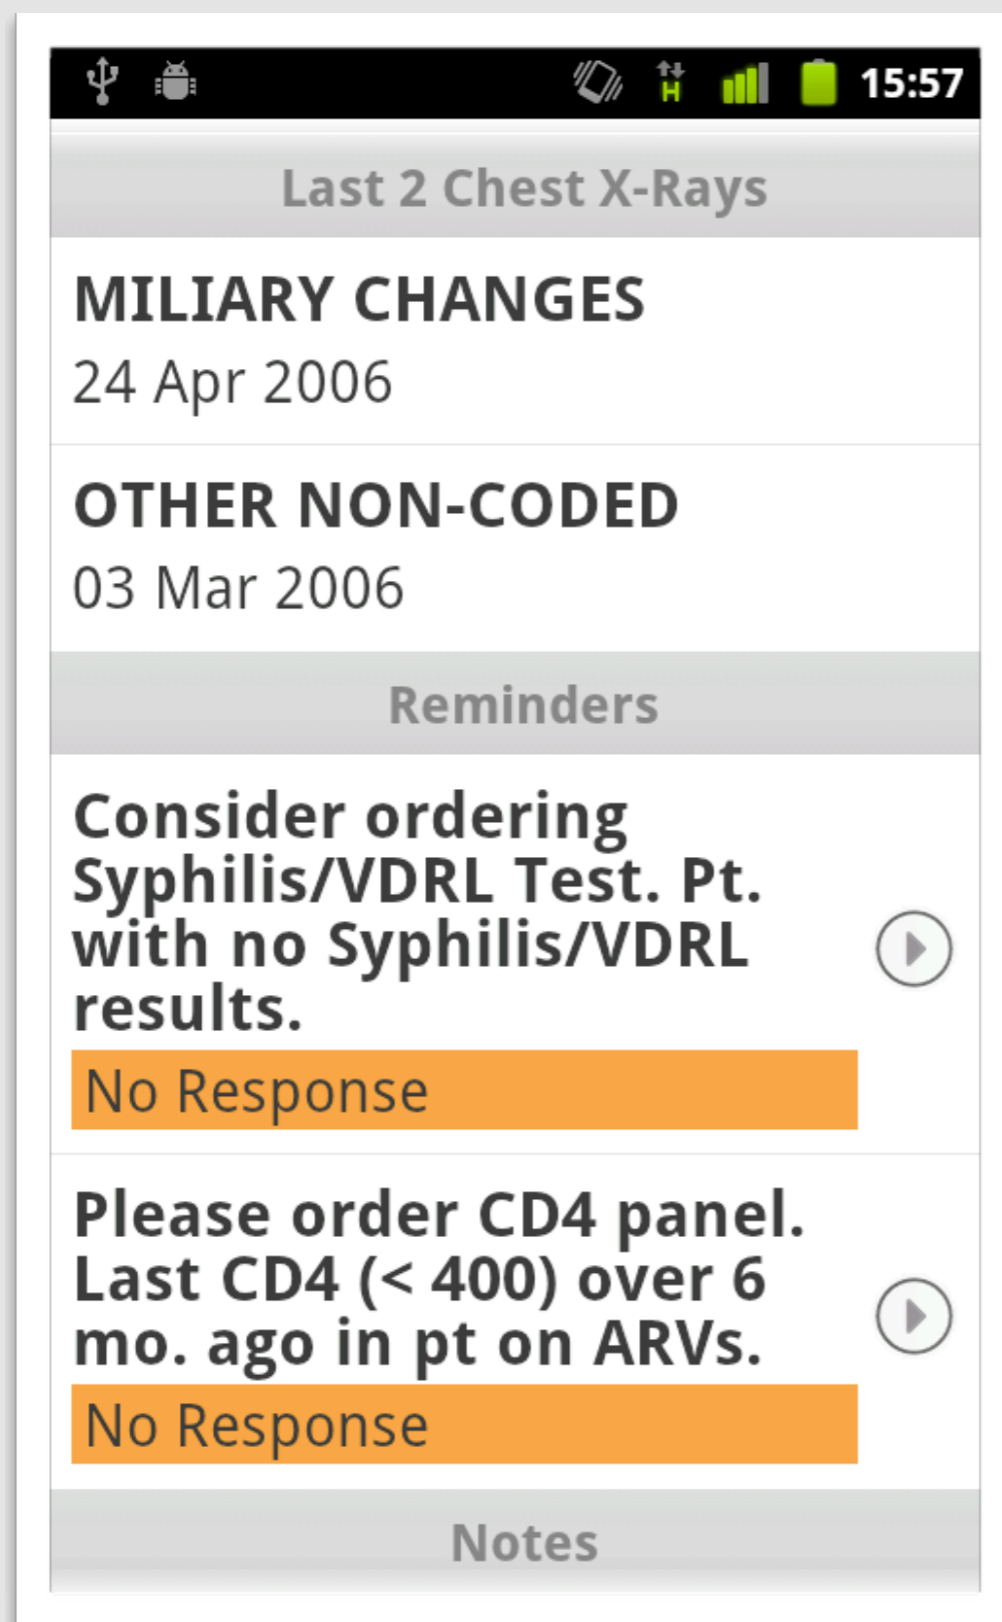 15:57
Last 2 Chest X-Rays
MILIARY CHANGES
24 Apr 2006
OTHER NON-CODED
03 Mar 2006
Reminders
Consider ordering
Syphilis/VDRL Test. Pt.
with no Syphilis/VDRL
results.
No Response
Please order CD4 panel.
Last CD4 (< 400) over 6
mo. ago in pt on ARVs.
No Response
Notes